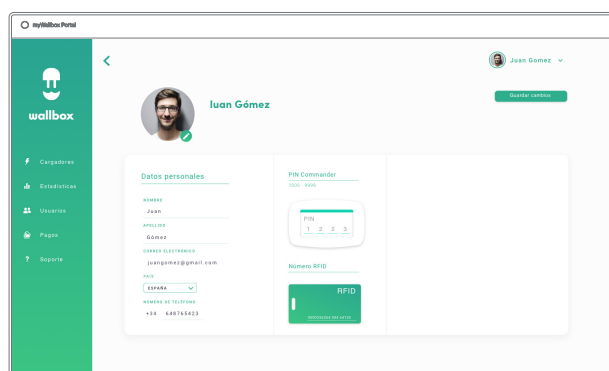 myWallbox Portal
Juan Gomez
wallbox
Juan Gómez
Guardar cambios
Cargadores
Estadísticas
Usuarios
Pagos
Soporte
Datos personales
NOMBRE
Juan
APELLIDO
Gómez
CORREO ELECTRÓNICO
juangomez@gmail.com
PAÍS
ESPAÑA
NÚMERO DE TELÉFONO
+34 648765423
PIN Commander
1000 - 9999
PIN
1 2 2 3
Número RFID
RFID